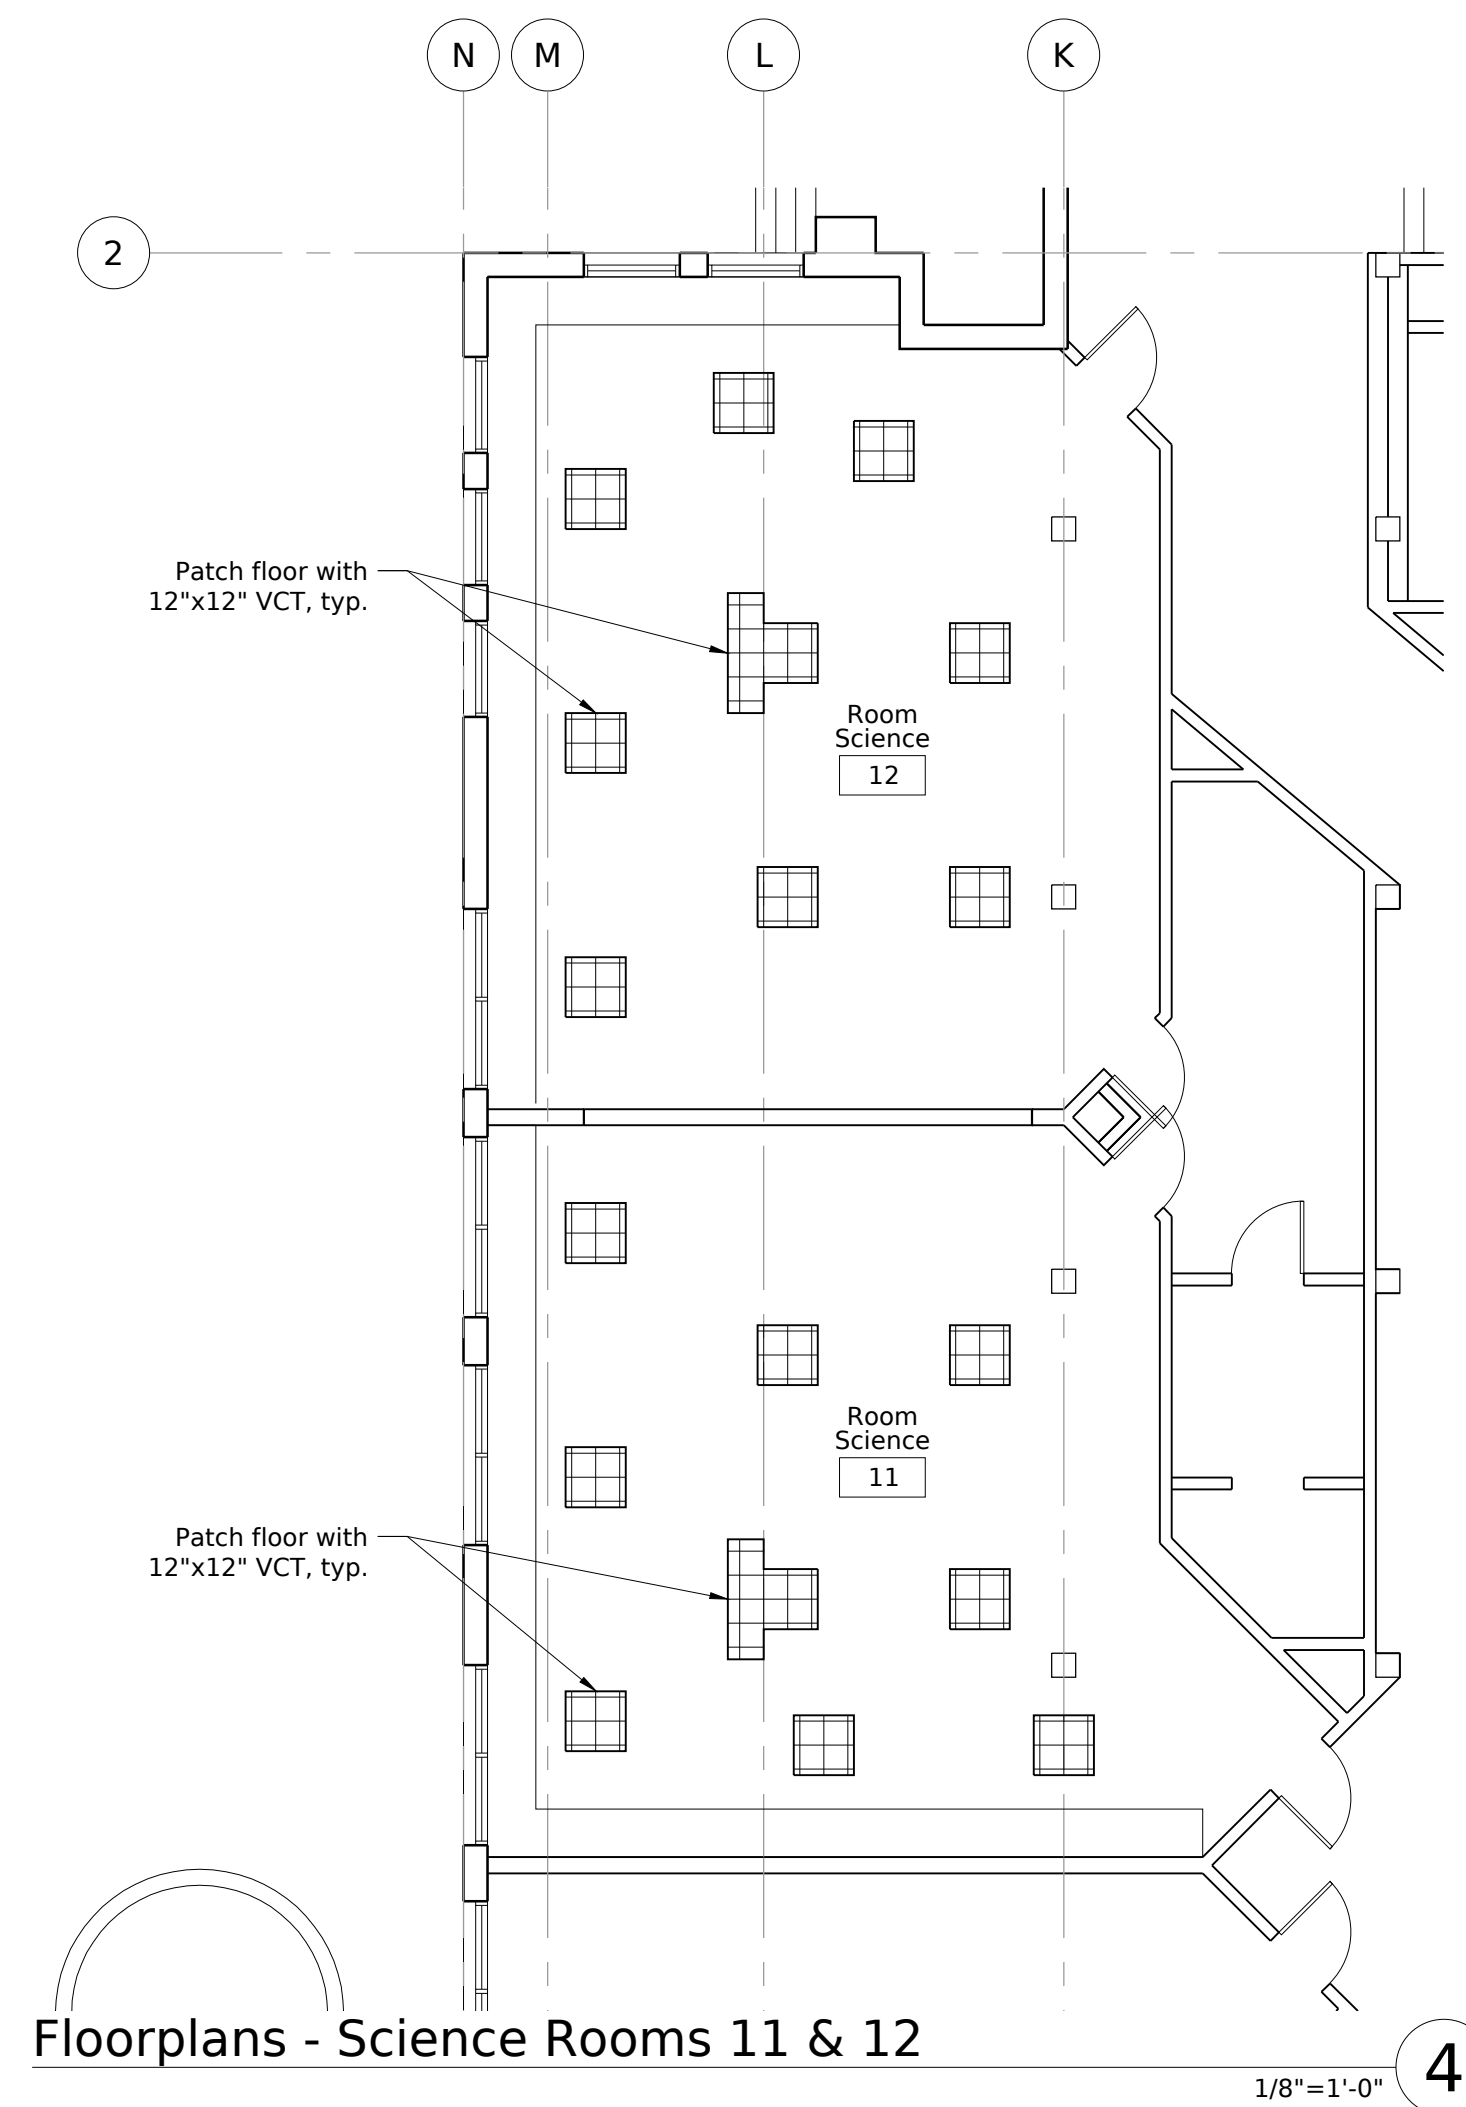 N M L K
2
Patch floor with
12"x12" VCT, typ.
Room
Science
12
Room
Science
11
Patch floor with
12"x12" VCT, typ.
Floorplans - Science Rooms 11 & 12
4
1/8"=1'-0"